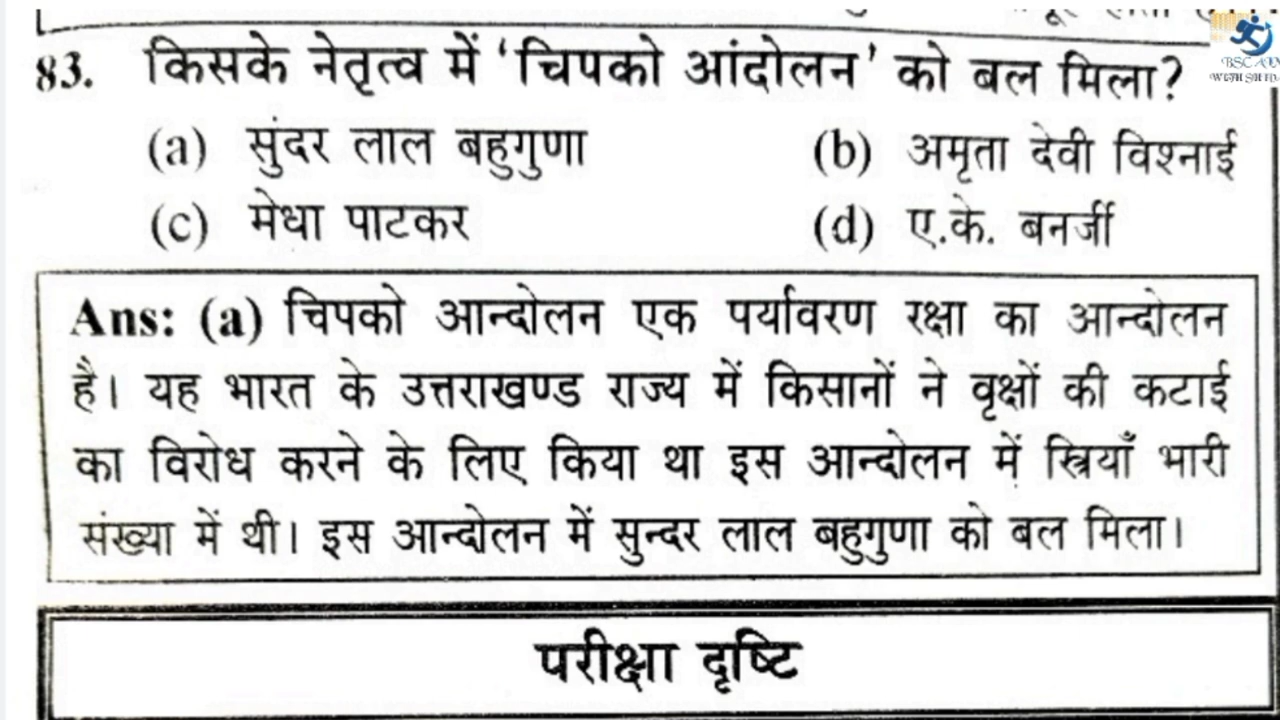 83. किसके नेतृत्व में 'चिपको आंदोलन' को बल मिला?
(a) सुंदर लाल बहुगुणा (b) अमृता देवी विश्नाई
(c) मेधा पाटकर (d) ए.के. बनर्जी
Ans: (a) चिपको आन्दोलन एक पर्यावरण रक्षा का आन्दोलन
है। यह भारत के उत्तराखण्ड राज्य में किसानों ने वृक्षों की कटाई
का विरोध करने के लिए किया था इस आन्दोलन में स्त्रियाँ भारी
संख्या में थी। इस आन्दोलन में सुन्दर लाल बहुगुणा को बल मिला।
परीक्षा दृष्टि